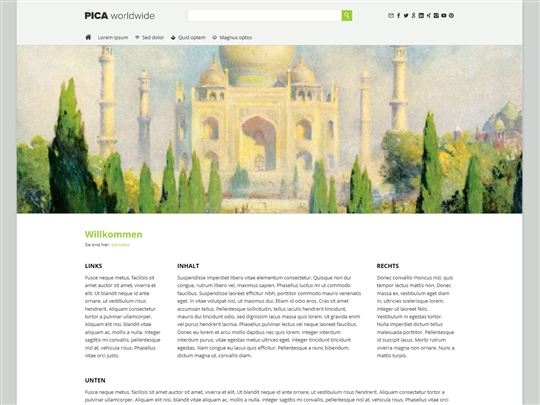 PICA worldwide
Lorem Ipsum Sed dolor Quid optem Magnus optos
Willkommen
Sie sind hier: Startseite
LINKS
Fusce neque metus, facilisis sit
amet auctor sit amet, viverra et
elit. Ut blandit neque id ante
ornare, ut vestibulum risus
hendrerit. Aliquam consectetur
tortor a pulvinar ullamcorper.
Aliquam elit nisi, blandit vitae
aliquam ac, mollis a nulla. Integer
sagittis mi convallis, pellentesque
nisl at, vehicula risus. Phasellus
vitae orci justo.
INHALT
Suspendisse imperdiet libero vitae elementum consectetur. Quisque non dui
congue, rutrum libero vel, maximus sapien. Phasellus luctus mi ut commodo
faucibus. Suspendisse laoreet efficitur nibh, porttitor commodo mauris venenatis
eget. In vitae volutpat nisl, ut maximus dui. Etiam id odio eros. Cras sit amet
accumsan tellus. Pellentesque sollicitudin, tellus iaculis hendrerit tincidunt,
mauris dui tincidunt odio, sed dignissim lacus massa quis lorem. Ut gravida enim
vel purus hendrerit lacinia. Phasellus pulvinar lectus vel neque laoreet faucibus.
Donec eu lorem et arcu mollis dapibus nec quis lorem. Integer interdum
interdum purus, vitae egestas metus ultrices eget. Integer tincidunt tincidunt
egestas. Nam congue eu lacus quis efficitur. Pellentesque a nunc bibendum,
dictum magna ut, convallis diam.
RECHTS
Donec convallis rhoncus nisl, quis
tempor lectus mattis non. Donec
massa ex, vestibulum eget diam
in, ultricies scelerisque lorem.
Integer ut laoreet felis.
Vestibulum in egestas tortor.
Nulla imperdiet dictum tellus
malesuada porttitor. Pellentesque
id suscipit lacus. Morbi rutrum
viverra magna non ornare. Nunc a
mattis turpis.
UNTEN
Fusce neque metus, facilisis sit amet auctor sit amet, viverra et elit. Ut blandit neque id ante ornare, ut vestibulum risus hendrerit. Aliquam consectetur
tortor a pulvinar ullamcorper. Aliquam elit nisi, blandit vitae aliquam ac, mollis a nulla. Integer sagittis mi convallis, pellentesque nisl at, vehicula